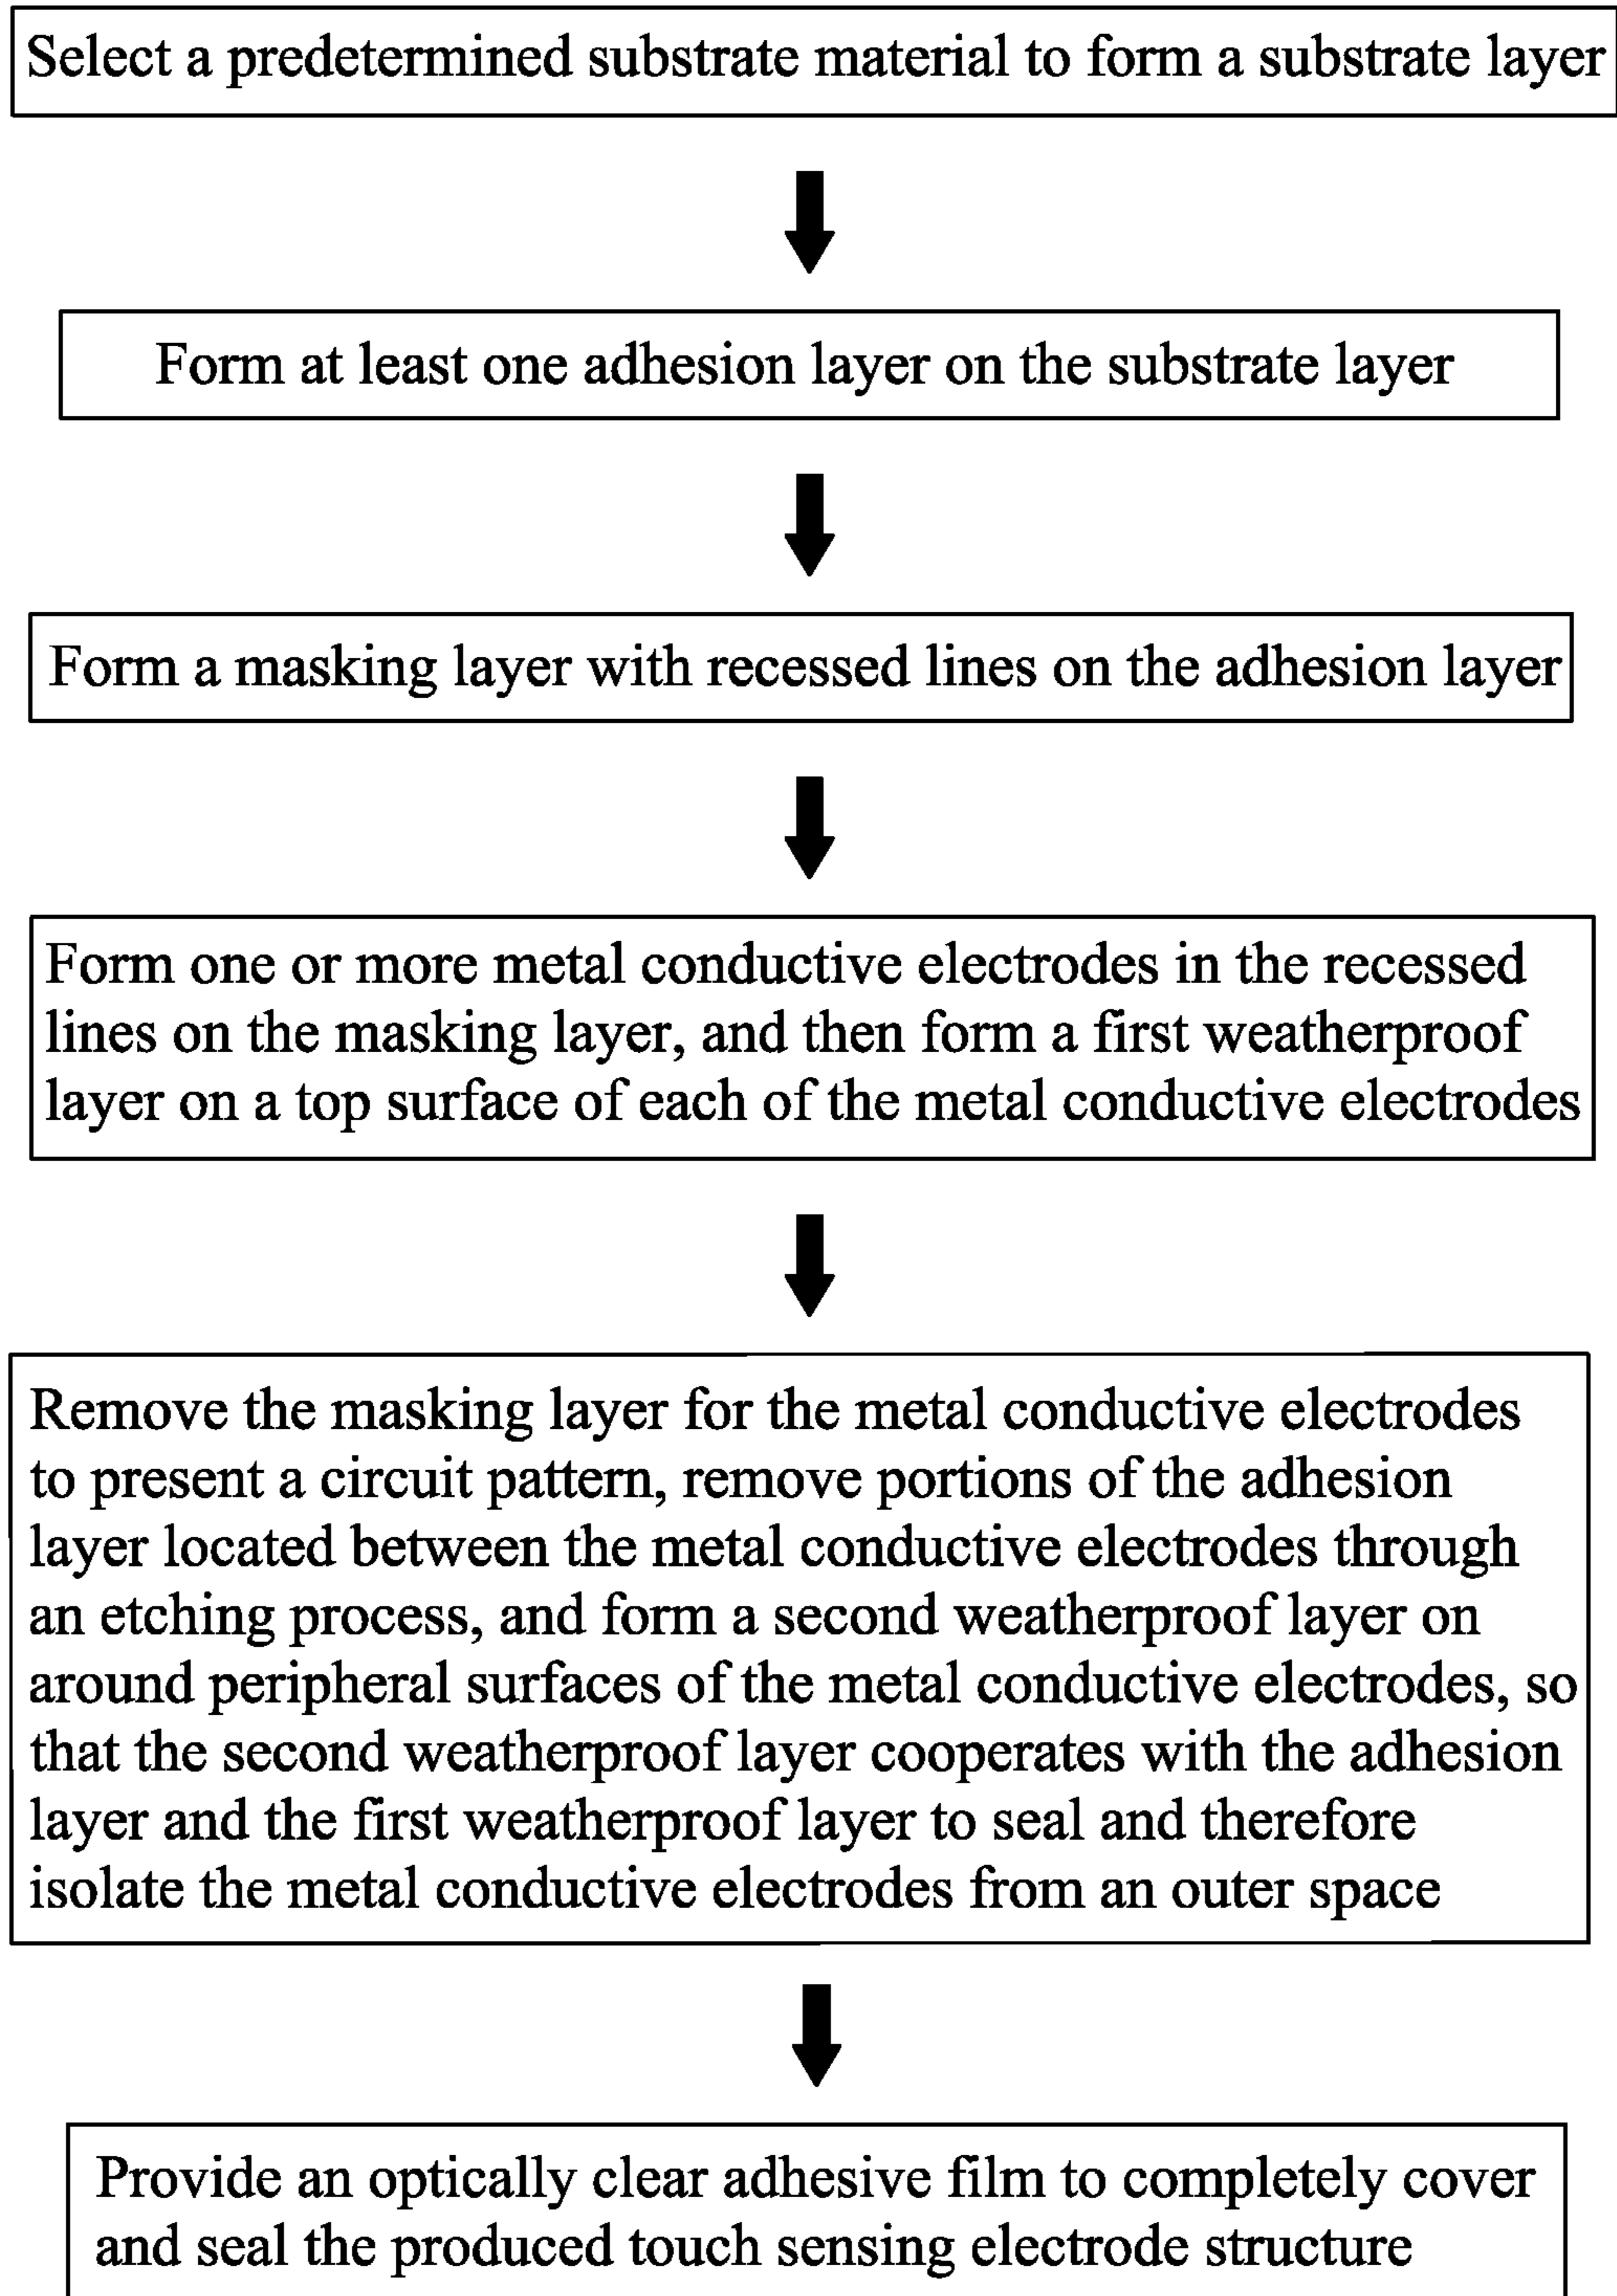 Select a predetermined substrate material to form a substrate layer
Form at least one adhesion layer on the substrate layer
Form a masking layer with recessed lines on the adhesion layer
Form one or more metal conductive electrodes in the recessed
lines on the masking layer, and then form a first weatherproof
layer on a top surface of each of the metal conductive electrodes
Remove the masking layer for the metal conductive electrodes
to present a circuit pattern, remove portions of the adhesion
layer located between the metal conductive electrodes through
an etching process, and form a second weatherproof layer on
around peripheral surfaces of the metal conductive electrodes, so
that the second weatherproof layer cooperates with the adhesion
layer and the first weatherproof layer to seal and therefore
isolate the metal conductive electrodes from an outer space
Provide an optically clear adhesive film to completely cover
and seal the produced touch sensing electrode structure